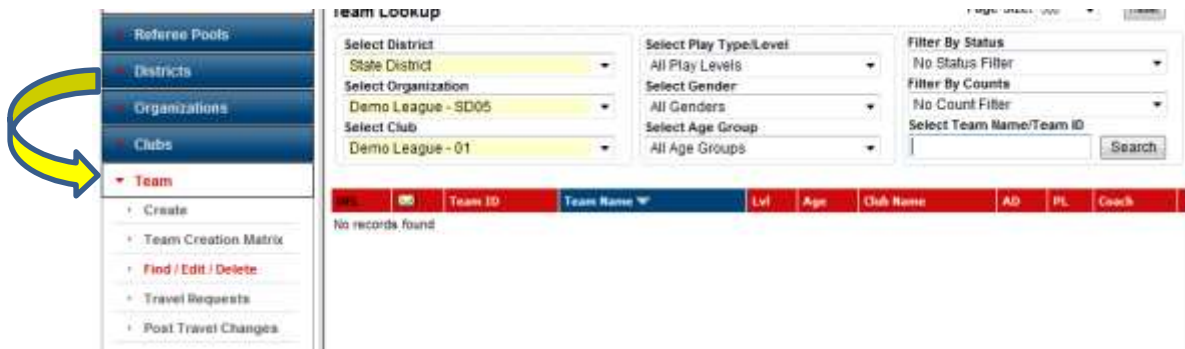 Team Lookup
Page Size: 500
Referee Pools
Districts
Organizations
Clubs
Team
Create
Team Creation Matrix
Find / Edit / Delete
Travel Requests
Post Travel Changes
Select District
State District
Select Organization
Demo League - SD05
Select Club
Demo League - 01
Select Play Type/Level
All Play Levels
Select Gender
All Genders
Select Age Group
All Age Groups
Filter By Status
No Status Filter
Filter By Counts
No Count Filter
Select Team Name/Team ID
Search
Team ID Team Name Lvl Age Club Name AD PL Coach
No records found